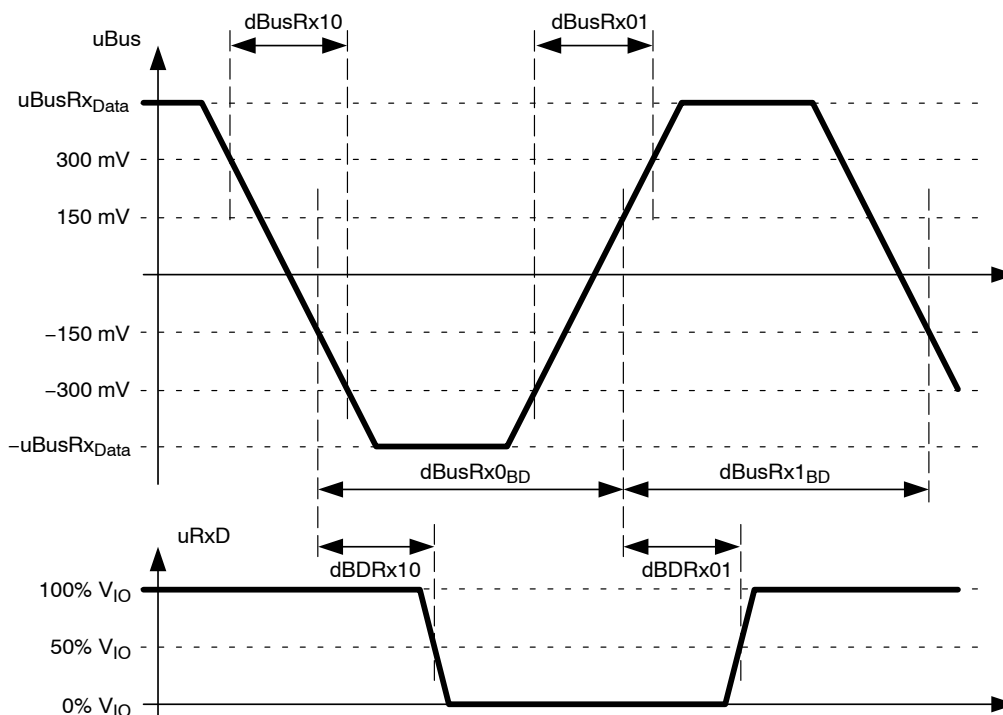 dBusRx10
dBusRx01
uBus
uBusRxData
300 mV
150 mV
−150 mV
−300 mV
−uBusRxData
dBusRx0BD
dBusRx1BD
uRxD
dBDRx10
dBDRx01
100% VIO
50% VIO
0% VIO